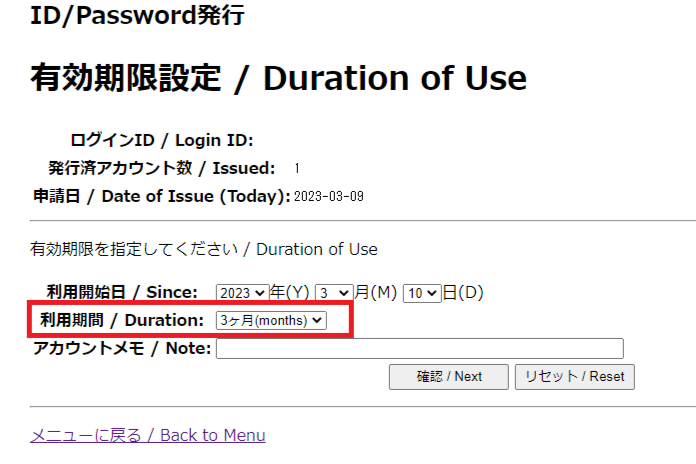 ID/Password発行
有効期限設定 / Duration of Use
ログインID / Login ID:
発行済アカウント数 / Issued: 1
申請日 / Date of Issue (Today): 2023-03-09
有効期限を指定してください / Duration of Use
利用開始日 / Since: 2023 年(Y) 3 月(M) 10 日(D)
利用期間 / Duration: 3ヶ月(months)
アカウントメモ / Note:
確認 / Next リセット / Reset
メニューに戻る / Back to Menu